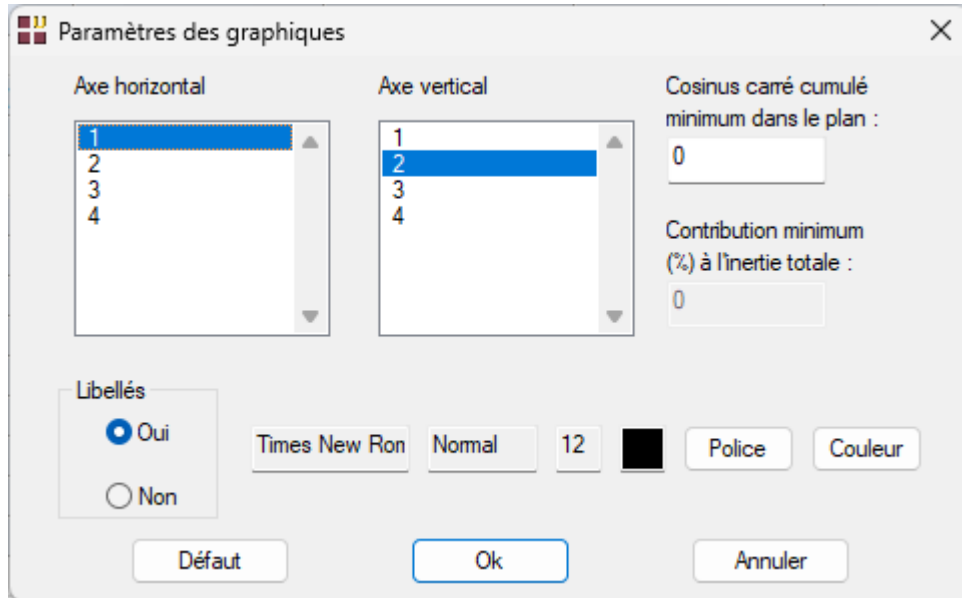 Paramètres des graphiques
Axe horizontal
1
2
3
4
Axe vertical
1
2
3
4
Cosinus carré cumulé
minimum dans le plan :
0
Contribution minimum
(%) à l'inertie totale :
0
Libellés
Oui
Non
Times New Ron
Normal
12
Police
Couleur
Défaut
Ok
Annuler